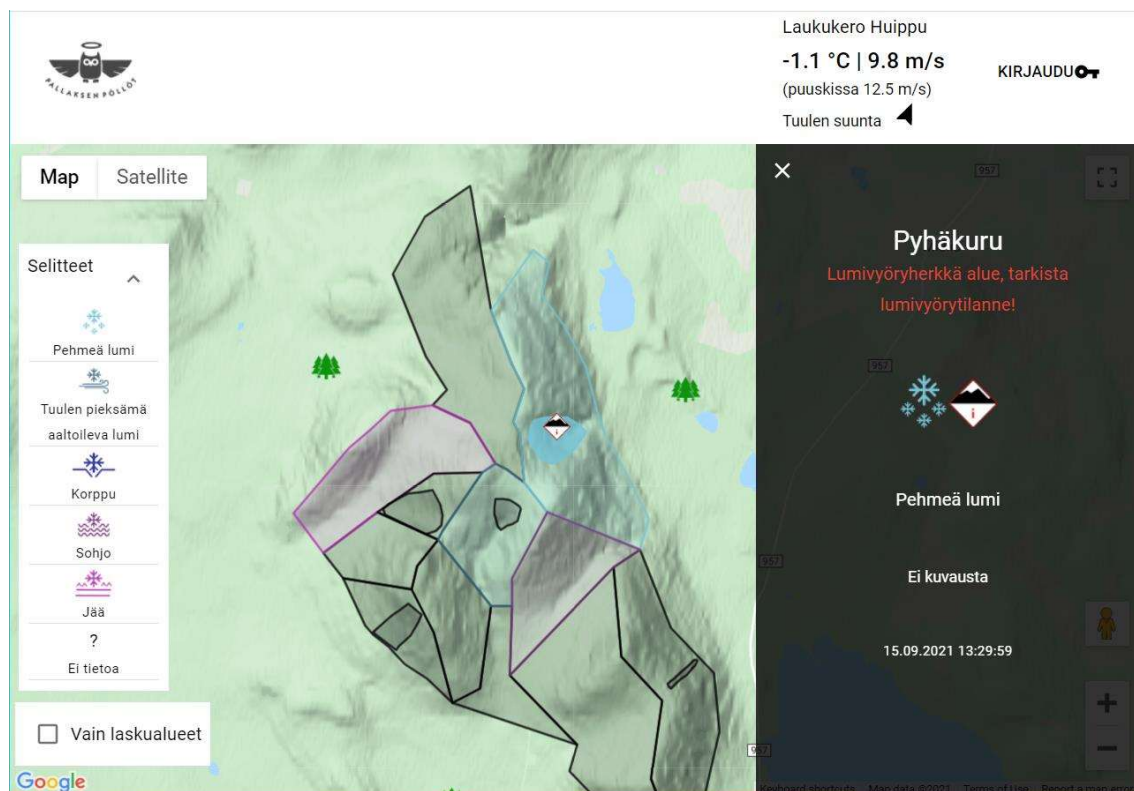 PALLAKSEN PÖLLÖT
Laukukero Huippu
-1.1 °C | 9.8 m/s
(puuskissa 12.5 m/s)
Tuulen suunta
KIRJAUDU
Map
Satellite
Selitteet
Pehmeä lumi
Tuulen pieksämä
aaltoileva lumi
Korppu
Sohjo
Jää
?
Ei tietoa
Vain laskualueet
Google
957
Pyhäkuru
Lumivyöryherkkä alue, tarkista
lumivyörytilanne!
957
i
i
Pehmeä lumi
957
Ei kuvausta
15.09.2021 13:29:59
957
+
−
Keyboard shortcuts
Map data ©2021
Terms of Use
Report a map error